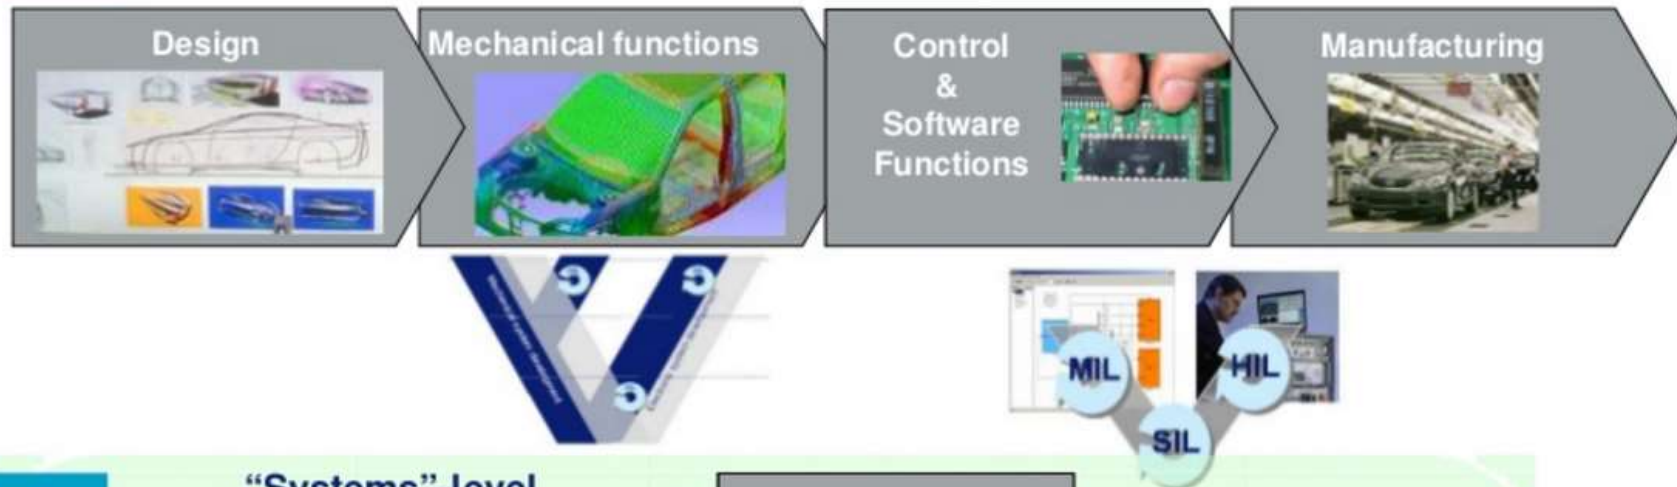 Design
Mechanical functions
Control
&
Software
Functions
Manufacturing
MIL
HIL
SIL
“Systems” level